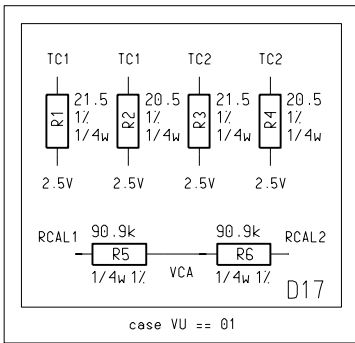 TC1 TC1 TC2 TC2
R1 21.5 1% 1/4w
R2 20.5 1% 1/4w
R3 21.5 1% 1/4w
R4 20.5 1% 1/4w
2.5V 2.5V 2.5V 2.5V
90.9k 90.9k
RCAL1 R5 R6 RCAL2
1/4w 1% VCA 1/4w 1%
D17
case VU == 01